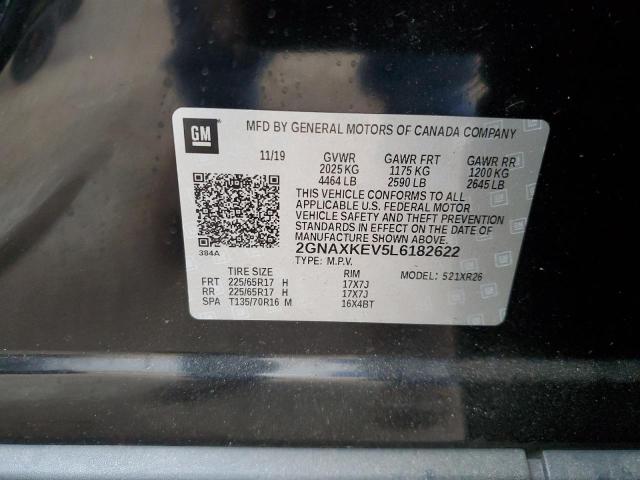 GM MFD BY GENERAL MOTORS OF CANADA COMPANY
11/19 GVWR GAWR FRT GAWR RR
2025 KG 1175 KG 1200 KG
4464 LB 2590 LB 2645 LB
THIS VEHICLE CONFORMS TO ALL
APPLICABLE U.S. FEDERAL MOTOR
VEHICLE SAFETY AND THEFT PREVENTION
STANDARDS IN EFFECT ON THE DATE OF
MANUFACTURE SHOWN ABOVE.
384A 2GNAXKEV5L6182622
TYPE: M.P.V.
TIRE SIZE RIM MODEL: 521XR26
FRT 225/65R17 H 17X7J
RR 225/65R17 H 17X7J
SPA T135/70R16 M 16X4BT